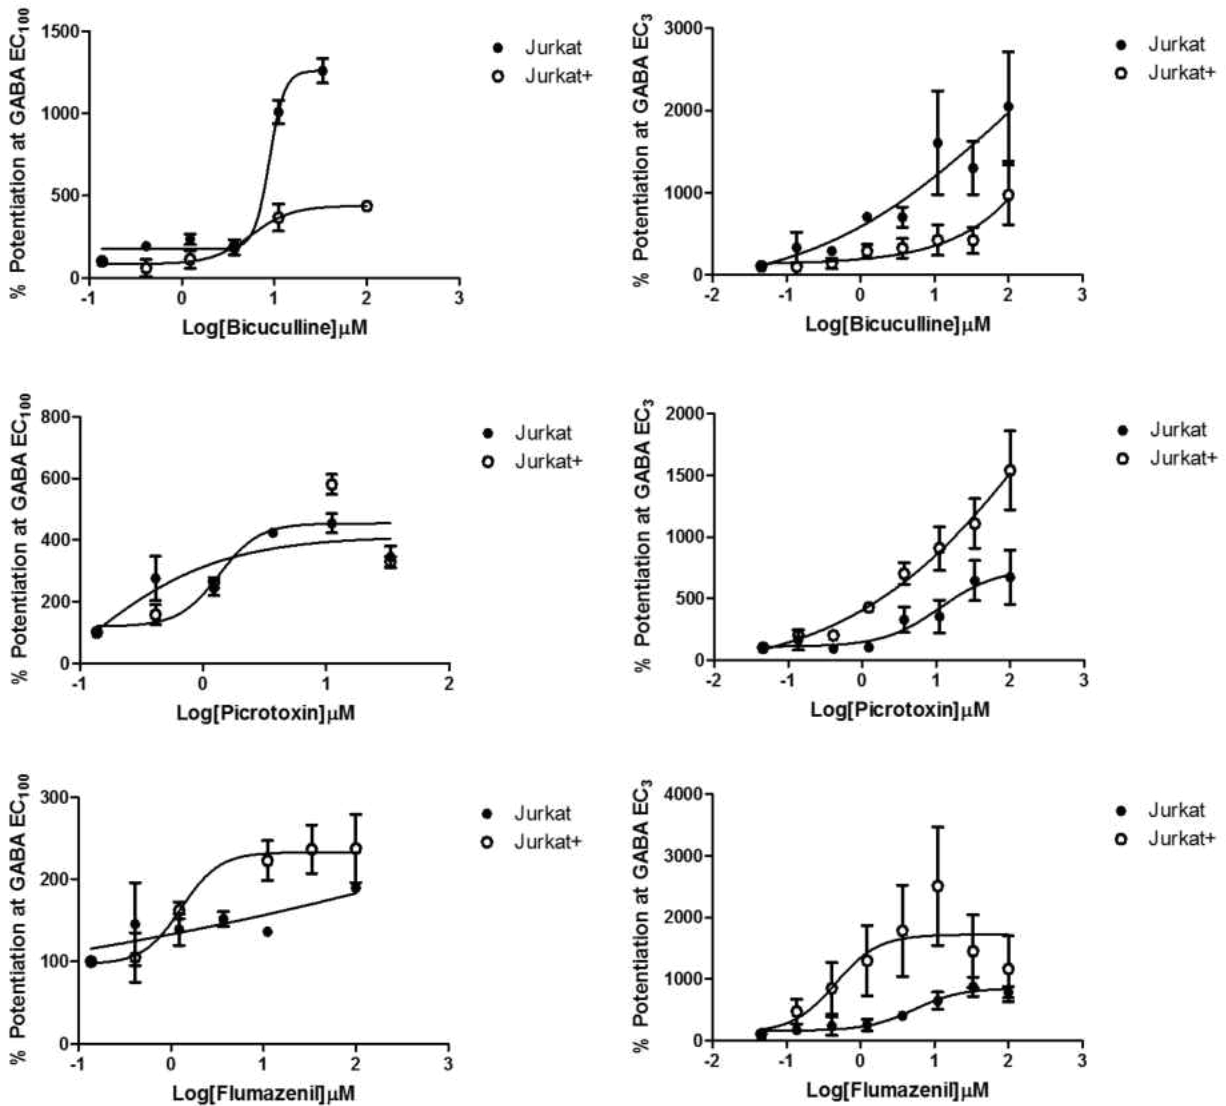 % Potentiation at GABA EC100
1500
1000
500
0
-1 0 1 2 3
Log[Bicuculline]μM
Jurkat
Jurkat+
% Potentiation at GABA EC3
3000
2000
1000
0
-2 -1 0 1 2 3
Log[Bicuculline]μM
Jurkat
Jurkat+
% Potentiation at GABA EC100
800
600
400
200
0
-1 0 1 2
Log[Picrotoxin]μM
Jurkat
Jurkat+
% Potentiation at GABA EC3
2000
1500
1000
500
0
-2 -1 0 1 2 3
Log[Picrotoxin]μM
Jurkat
Jurkat+
% Potentiation at GABA EC100
300
200
100
0
-1 0 1 2 3
Log[Flumazenil]μM
Jurkat
Jurkat+
% Potentiation at GABA EC3
4000
3000
2000
1000
0
-2 -1 0 1 2 3
Log[Flumazenil]μM
Jurkat
Jurkat+